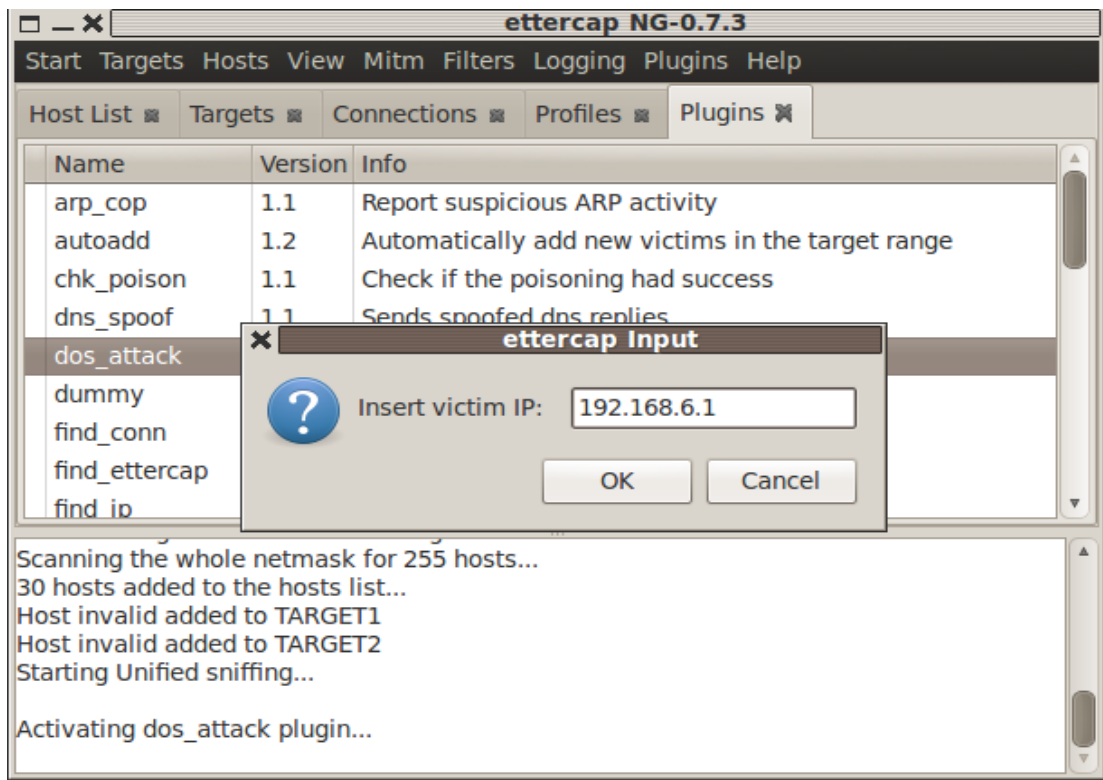 ettercap NG-0.7.3
Start Targets Hosts View Mitm Filters Logging Plugins Help
Host List Targets Connections Profiles Plugins
Name Version Info
arp_cop 1.1 Report suspicious ARP activity
autoadd 1.2 Automatically add new victims in the target range
chk_poison 1.1 Check if the poisoning had success
dns_spoof 1.1 Sends spoofed dns replies
dos_attack
dummy
find_conn
find_ettercap
find_ip
ettercap Input
Insert victim IP: 192.168.6.1
OK Cancel
Scanning the whole netmask for 255 hosts...
30 hosts added to the hosts list...
Host invalid added to TARGET1
Host invalid added to TARGET2
Starting Unified sniffing...
Activating dos_attack plugin...